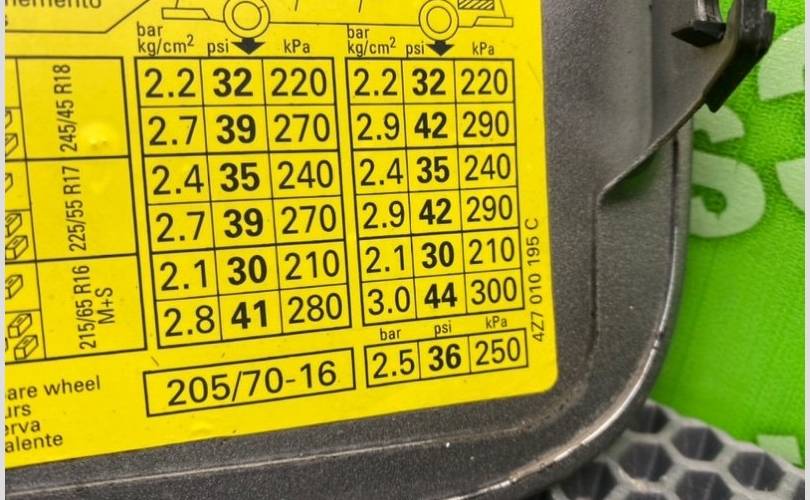 bar bar
kg/cm² psi kPa kg/cm² psi kPa
245/45 R18
2.2 32 220 2.2 32 220
2.7 39 270 2.9 42 290
225/55 R17
2.4 35 240 2.4 35 240
2.7 39 270 2.9 42 290
215/65 R16
M+S
2.1 30 210 2.1 30 210
2.8 41 280 3.0 44 300
4Z7 010 195 C
bar psi kPa
205/70-16 2.5 36 250
are wheel
urs
erva
alente